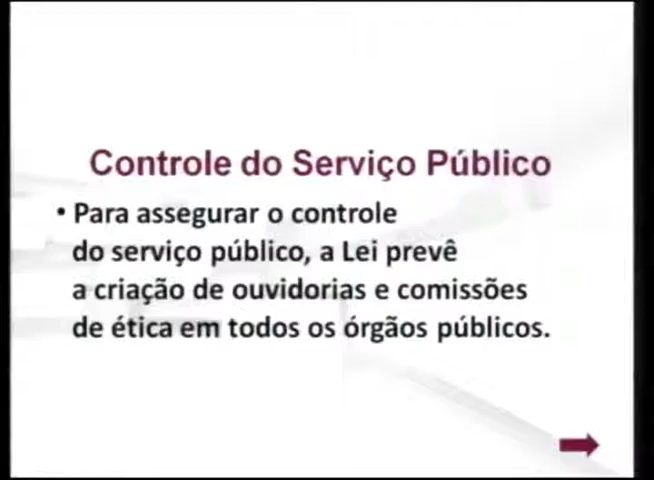 Controle do Serviço Público
• Para assegurar o controle
do serviço público, a Lei prevê
a criação de ouvidorias e comissões
de ética em todos os órgãos públicos.